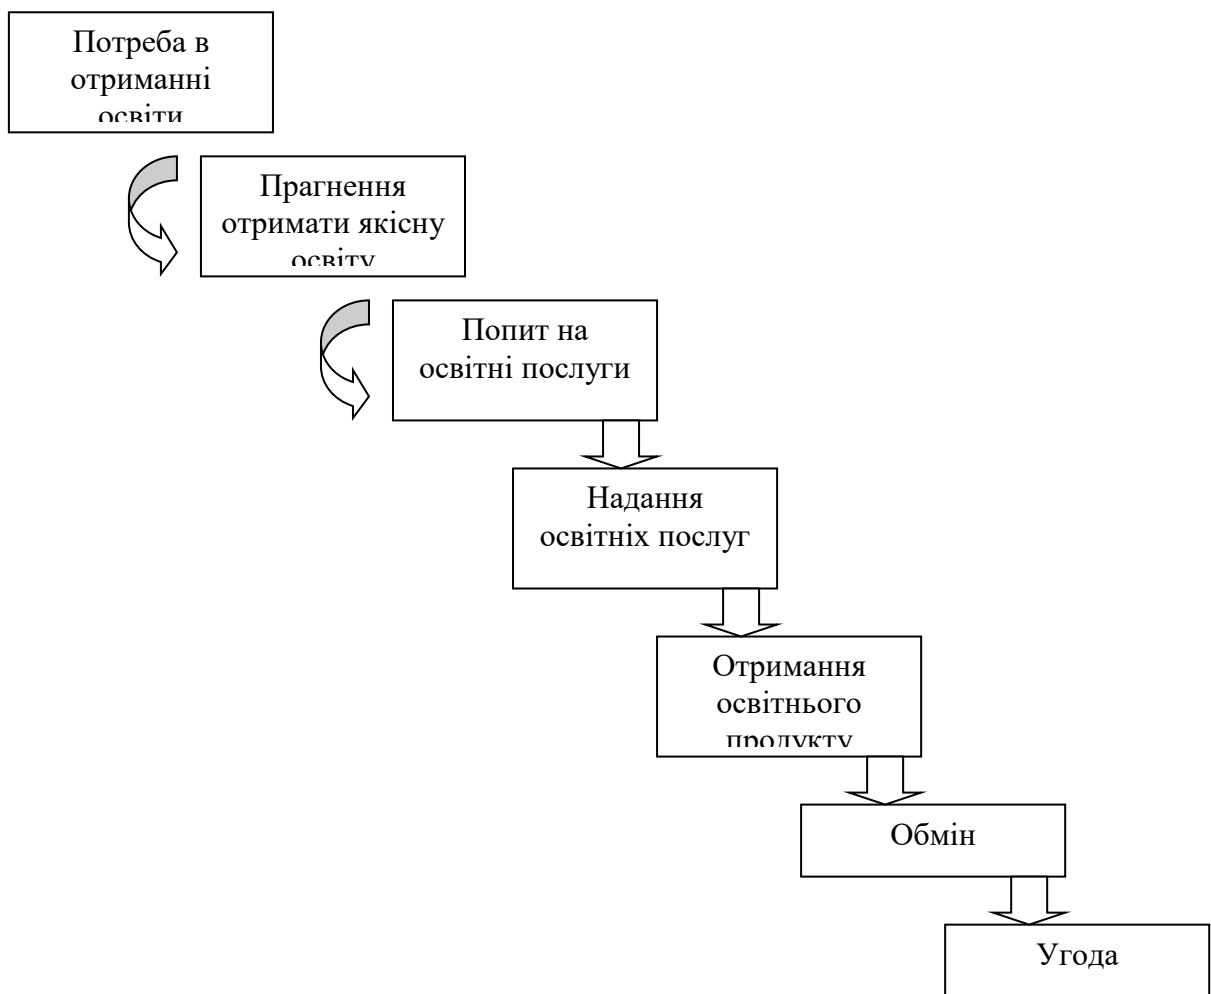 Потреба в
отриманні
освіти
Прагнення
отримати якісну
освіту
Попит на
освітні послуги
Надання
освітніх послуг
Отримання
освітнього
продукту
Обмін
Угода